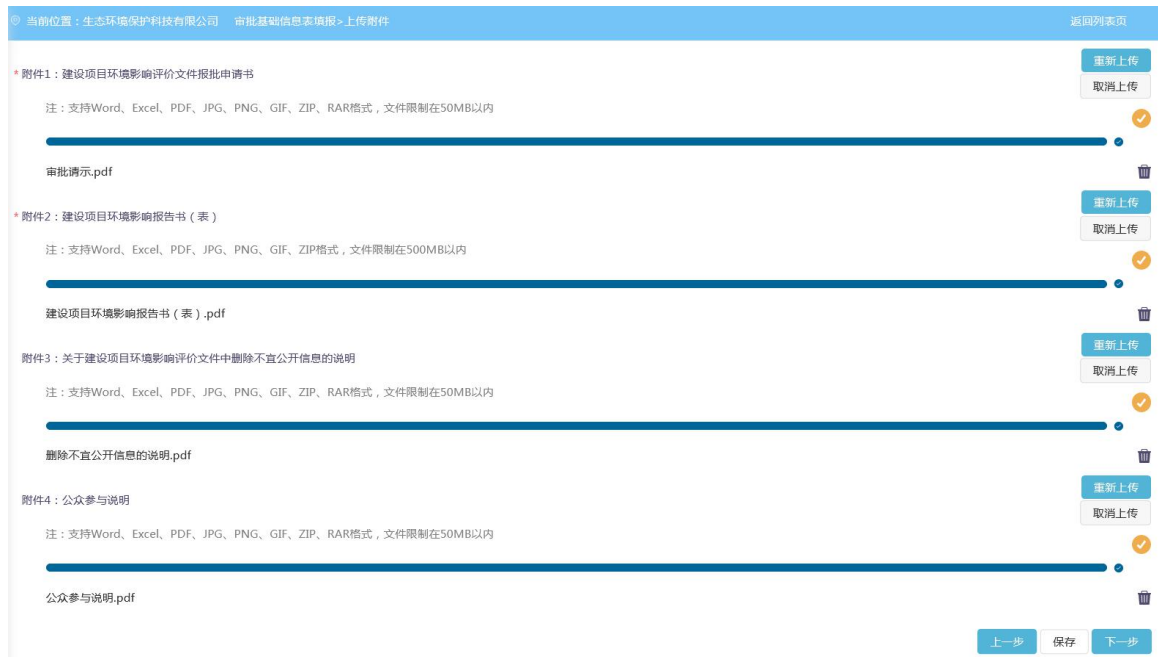 当前位置：生态环境保护科技有限公司 审批基础信息表填报>上传附件 返回列表页
重新上传
*附件1：建设项目环境影响评价文件报批申请书
取消上传
注：支持Word、Excel、PDF、JPG、PNG、GIF、ZIP、RAR格式，文件限制在50MB以内
审批请示.pdf
重新上传
*附件2：建设项目环境影响报告书（表）
取消上传
注：支持Word、Excel、PDF、JPG、PNG、GIF、ZIP格式，文件限制在500MB以内
建设项目环境影响报告书（表）.pdf
重新上传
附件3：关于建设项目环境影响评价文件中删除不宜公开信息的说明
取消上传
注：支持Word、Excel、PDF、JPG、PNG、GIF、ZIP、RAR格式，文件限制在50MB以内
删除不宜公开信息的说明.pdf
重新上传
附件4：公众参与说明
取消上传
注：支持Word、Excel、PDF、JPG、PNG、GIF、ZIP、RAR格式，文件限制在50MB以内
公众参与说明.pdf
上一步 保存 下一步